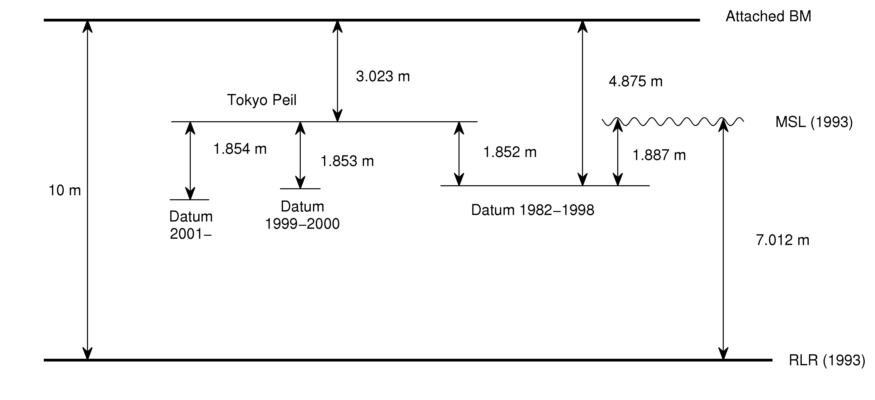 Attached BM
3.023 m
4.875 m
Tokyo Peil
MSL (1993)
1.854 m
1.853 m
1.852 m
1.887 m
10 m
Datum
2001−
Datum
1999−2000
Datum 1982−1998
7.012 m
RLR (1993)